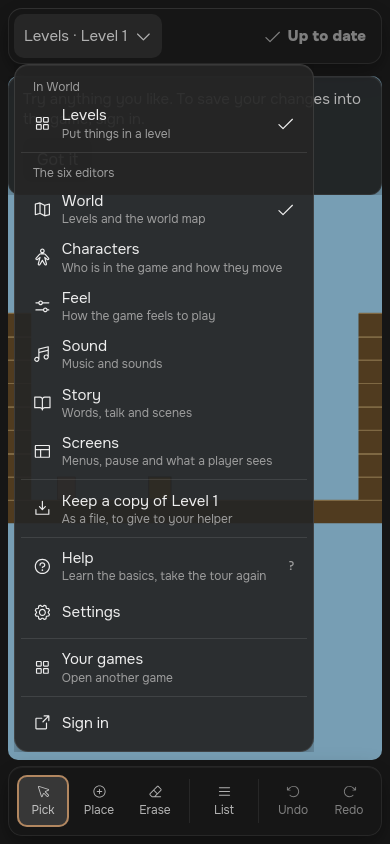 Levels · Level 1
Up to date
In World
Try anything you like. To save your changes into
Levels
Put things in a level
Got it
The six editors
World
Levels and the world map
Characters
Who is in the game and how they move
Feel
How the game feels to play
Sound
Music and sounds
Story
Words, talk and scenes
Screens
Menus, pause and what a player sees
Keep a copy of Level 1
As a file, to give to your helper
Help
Learn the basics, take the tour again
?
Settings
Your games
Open another game
Sign in
Pick
Place
Erase
List
Undo
Redo